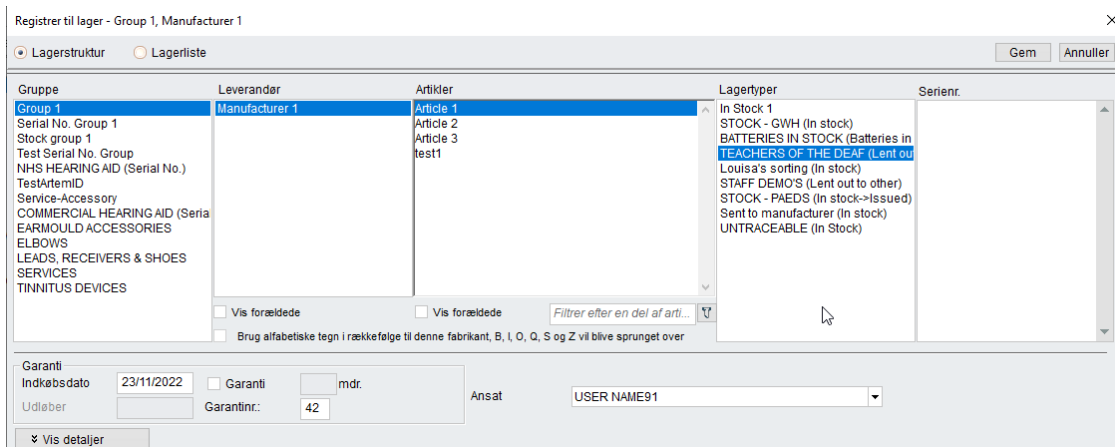 Registrer til lager - Group 1, Manufacturer 1
Lagerstruktur
Lagerliste
Gem
Annuller
Gruppe
Group 1
Serial No. Group 1
Stock group 1
Test Serial No. Group
NHS HEARING AID (Serial No.)
TestArtemID
Service-Accessory
COMMERCIAL HEARING AID (Serial
EARMOULD ACCESSORIES
ELBOWS
LEADS, RECEIVERS & SHOES
SERVICES
TINNITUS DEVICES
Leverandør
Manufacturer 1
Vis forældede
Artikler
Article 1
Article 2
Article 3
test1
Vis forældede
Filtrer efter en del af arti...
Brug alfabetiske tegn i rækkefølge til denne fabrikant, B, I, O, Q, S og Z vil blive sprunget over
Lagertyper
In Stock 1
STOCK - GWH (In stock)
BATTERIES IN STOCK (Batteries in
TEACHERS OF THE DEAF (Lent out
Louisa's sorting (In stock)
STAFF DEMO'S (Lent out to other)
STOCK - PAEDS (In stock->Issued)
Sent to manufacturer (In stock)
UNTRACEABLE (In Stock)
Serienr.
Garanti
Indkøbsdato 23/11/2022
Garanti mdr.
Udløber
Garantinr.: 42
Ansat USER NAME91
Vis detaljer